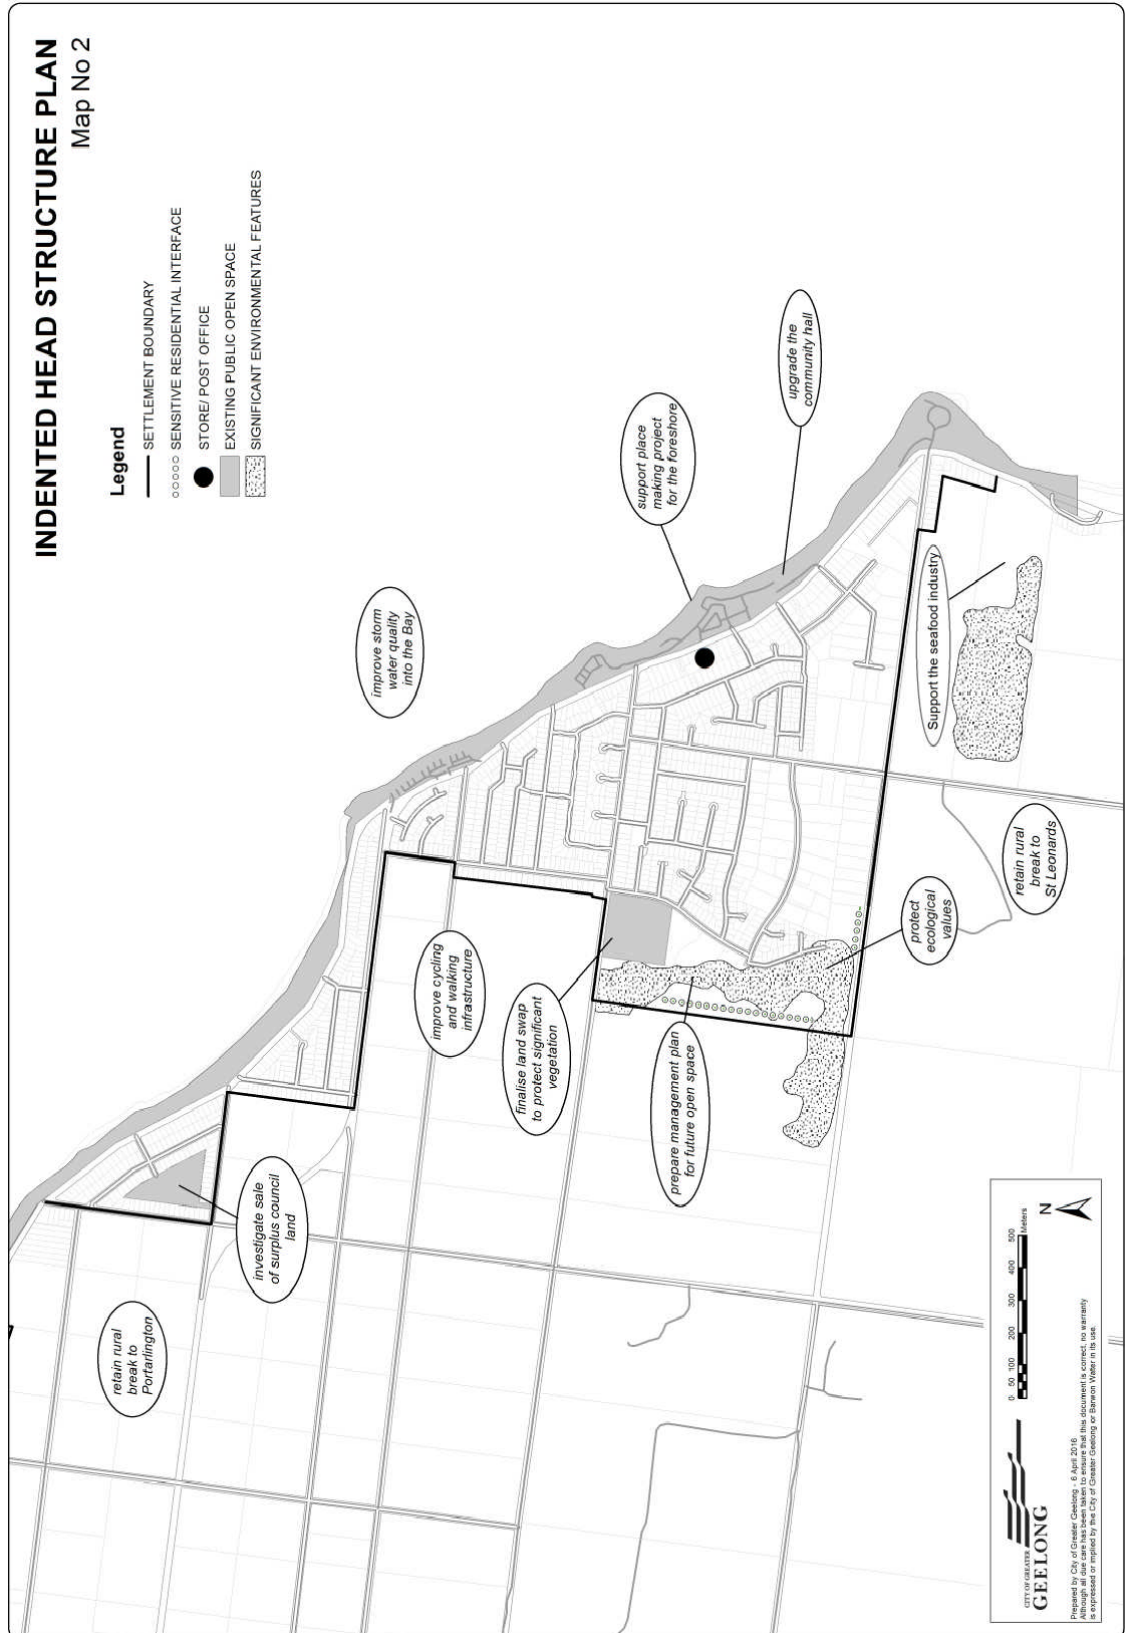 INDENTED HEAD STRUCTURE PLAN
Map No 2
Legend
SETTLEMENT BOUNDARY
SENSITIVE RESIDENTIAL INTERFACE
STORE/ POST OFFICE
EXISTING PUBLIC OPEN SPACE
SIGNIFICANT ENVIRONMENTAL FEATURES
retain rural
break to
Portarlington
investigate sale
of surplus council
land
improve storm
water quality
into the Bay
improve cycling
and walking
infrastructure
finalise land swap
to protect significant
vegetation
support place
making project
for the foreshore
upgrade the
community hall
prepare management plan
for future open space
protect
ecological
values
Support the seafood industry
retain rural
break to
St Leonards
CITY OF GREATER
GEELONG
0 50 100 200 300 400 500
Meters
N
Prepared by City of Greater Geelong - 6 April 2016
Although all due care has been taken to ensure that this document is correct, no warranty
is expressed or implied by the City of Greater Geelong or Barwon Water in its use.